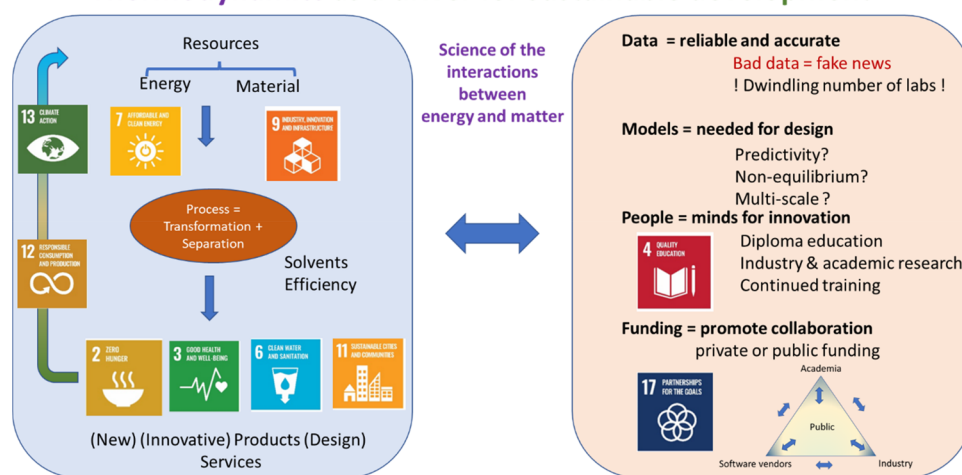 Resources
Energy
Material
13 CLIMATE
ACTION
7 AFFORDABLE AND
CLEAN ENERGY
9 INDUSTRY, INNOVATION
AND INFRASTRUCTURE
Process =
Transformation +
Separation
12 RESPONSIBLE
CONSUMPTION
AND PRODUCTION
Solvents
Efficiency
2 ZERO
HUNGER
3 GOOD HEALTH
AND WELL-BEING
6 CLEAN WATER
AND SANITATION
11 SUSTAINABLE CITIES
AND COMMUNITIES
(New) (Innovative) Products (Design)
Services
Science of the
interactions
between
energy and matter
Data = reliable and accurate
Bad data = fake news
! Dwindling number of labs !
Models = needed for design
Predictivity?
Non-equilibrium?
Multi-scale ?
People = minds for innovation
4 QUALITY
EDUCATION
Diploma education
Industry & academic research
Continued training
Funding = promote collaboration
private or public funding
17 PARTNERSHIPS
FOR THE GOALS
Academia
Public
Software vendors
Industry